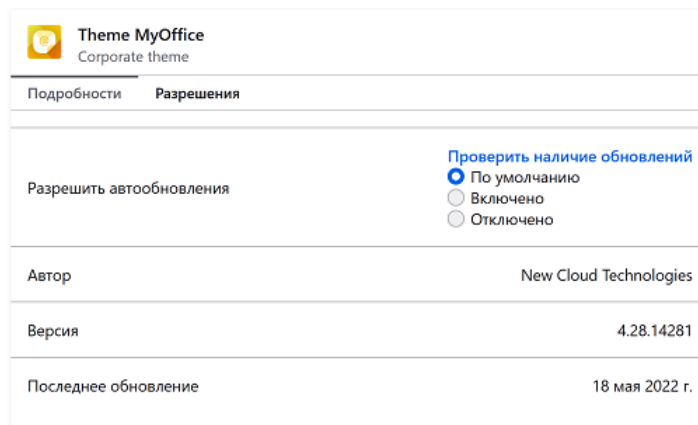 Theme MyOffice
Corporate theme
Подробности Разрешения
Проверить наличие обновлений
Разрешить автообновления
По умолчанию
Включено
Отключено
Автор New Cloud Technologies
Версия 4.28.14281
Последнее обновление 18 мая 2022 г.